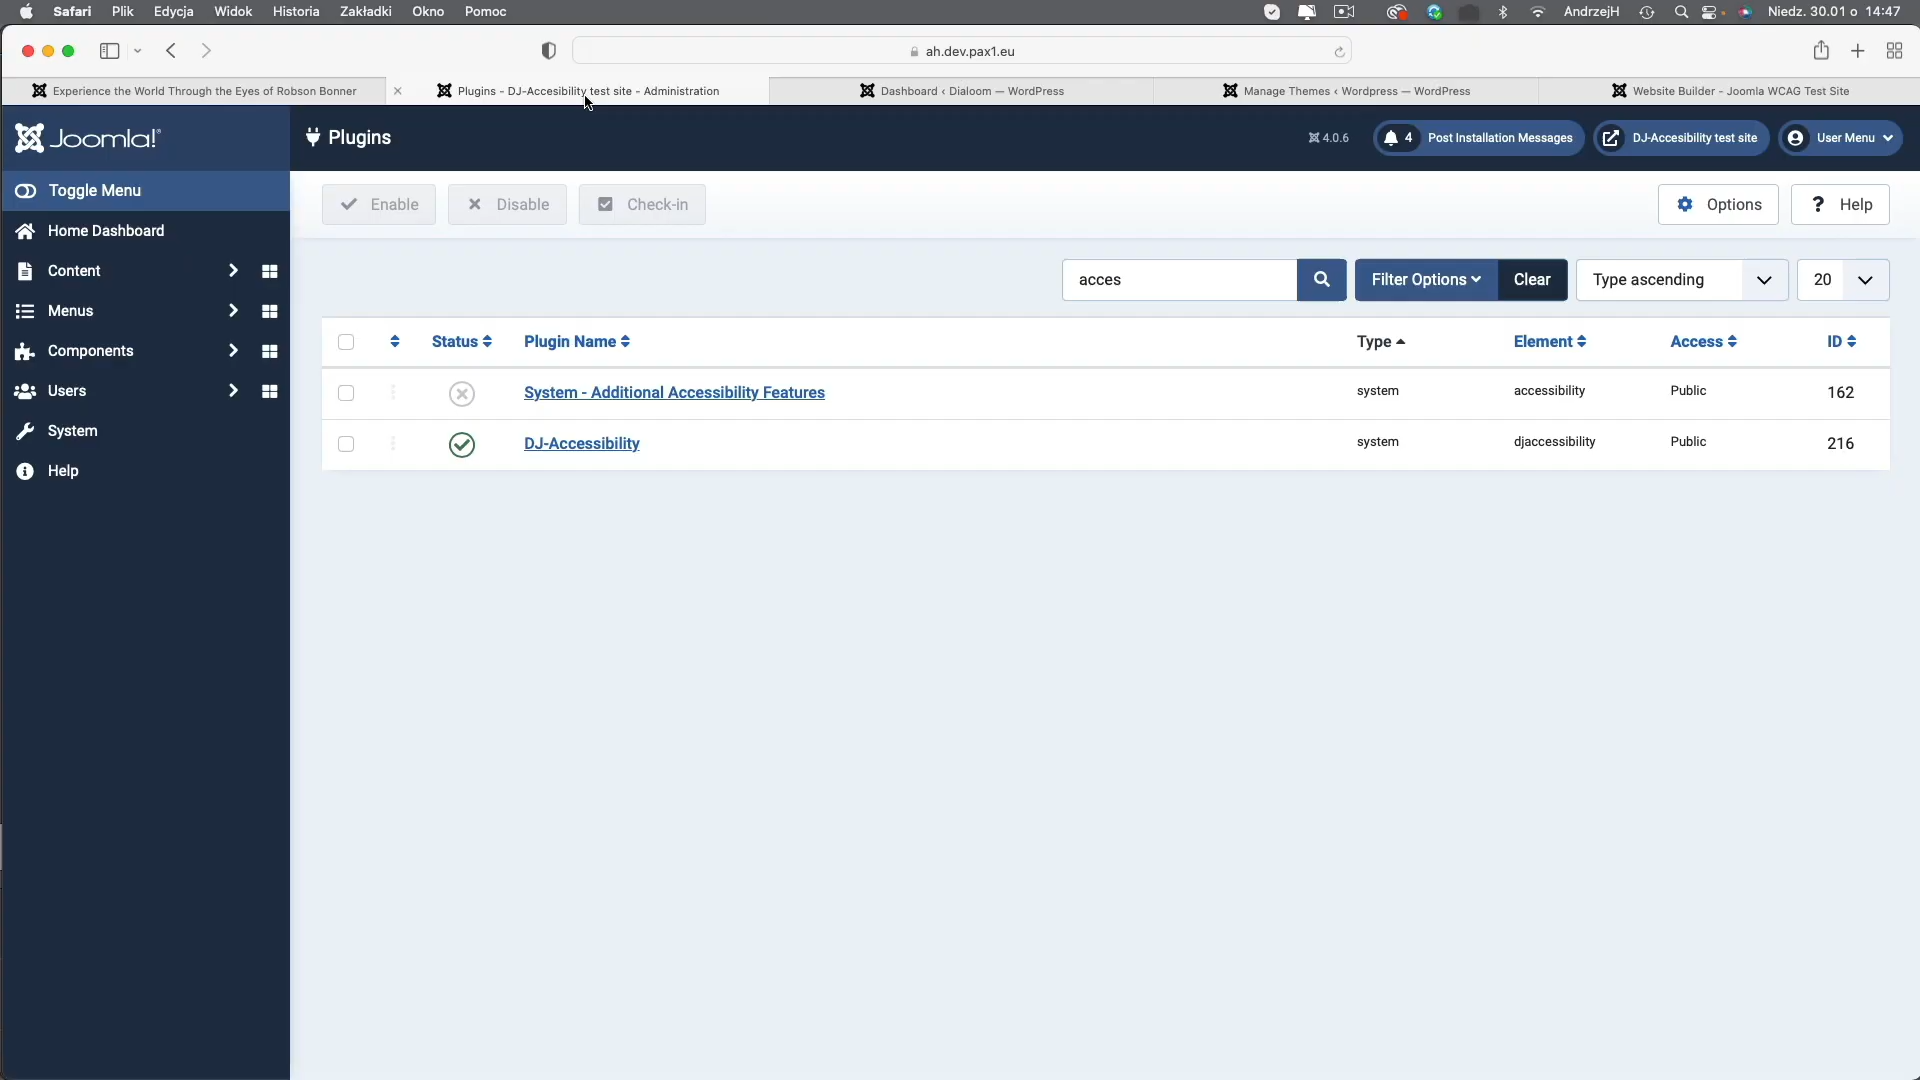 Safari Plik Edycja Widok Historia Zakładki Okno Pomoc AndrzejH Niedz. 30.01 o 14:47
ah.dev.pax1.eu
Experience the World Through the Eyes of Robson Bonner
Plugins - DJ-Accesibility test site - Administration
Dashboard ‹ Dialoom — WordPress
Manage Themes ‹ Wordpress — WordPress
Website Builder - Joomla WCAG Test Site
Joomla!®
Plugins
4.0.6
4 Post Installation Messages
DJ-Accesibility test site
User Menu
Toggle Menu
Enable Disable Check-in Options ? Help
Home Dashboard
Content
Menus
Components
Users
System
Help
acces Filter Options Clear Type ascending 20
Status Plugin Name Type Element Access ID
System - Additional Accessibility Features system accessibility Public 162
DJ-Accessibility system djaccessibility Public 216